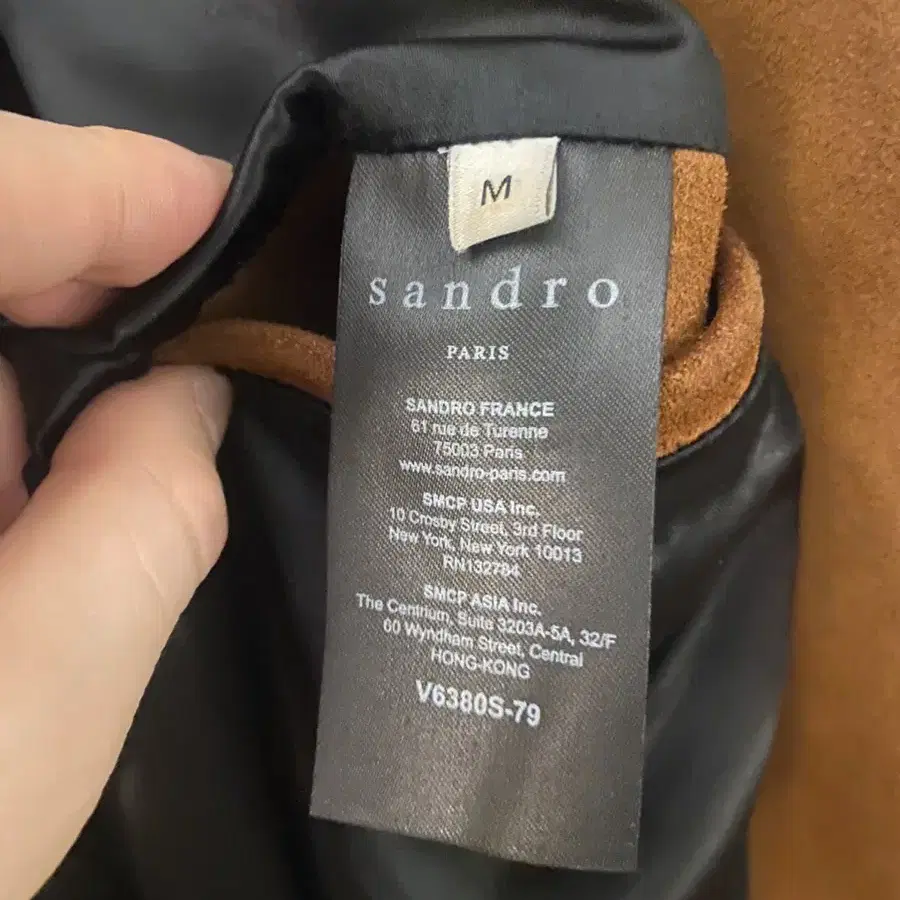 M
sandro
PARIS
SANDRO FRANCE
61 rue de Turenne
75003 Paris
www.sandro-paris.com
SMCP USA Inc.
10 Crosby Street, 3rd Floor
New York, New York 10013
RN132784
SMCP ASIA Inc.
The Centrium, Suite 3203A-5A, 32/F
60 Wyndham Street, Central
HONG-KONG
V6380S-79